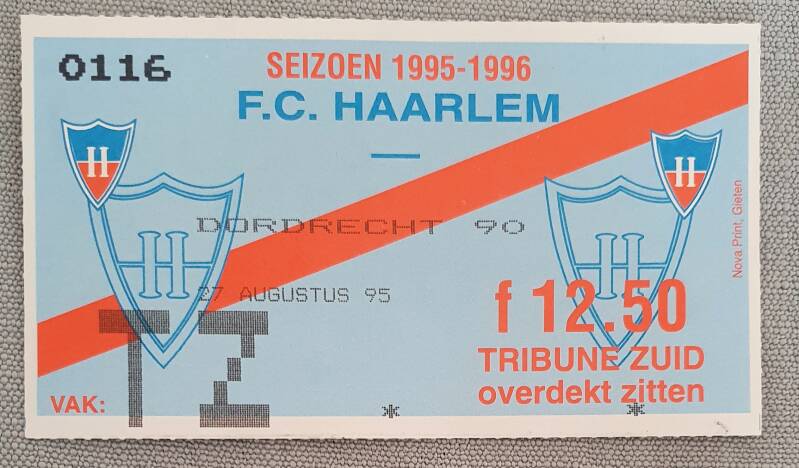 0116
SEIZOEN 1995-1996
F.C. HAARLEM
—
H
H
H
H
DORDRECHT 90
27 AUGUSTUS 95
f 12.50
TRIBUNE ZUID
overdekt zitten
VAK: TZ
* *
Nova Print, Gieten